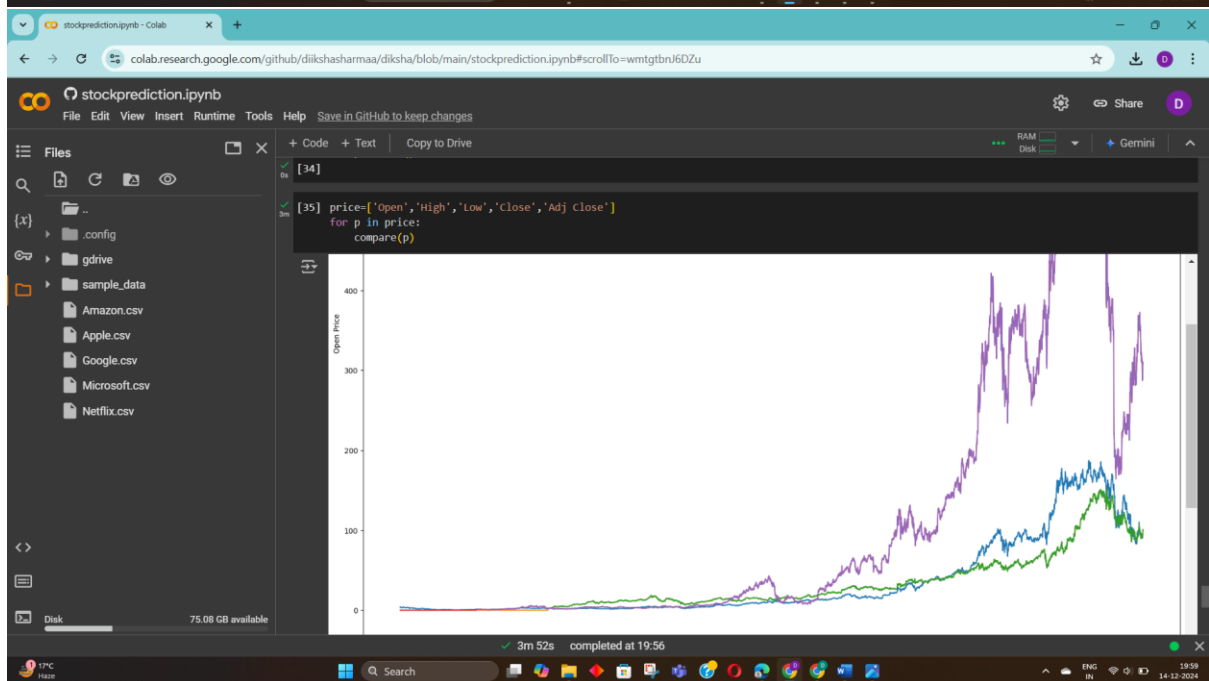 stockprediction.ipynb - Colab
colab.research.google.com/github/diikshasharmaa/diksha/blob/main/stockprediction.ipynb#scrollTo=wmtgtbnJ6DZu
D
CO
stockprediction.ipynb
File Edit View Insert Runtime Tools Help Save in GitHub to keep changes
Share
D
Files
+ Code + Text Copy to Drive
RAM
Disk
Gemini
0s [34]
3m [35] price=['Open','High','Low','Close','Adj Close']
for p in price:
compare(p)
{x}
..
.config
gdrive
sample_data
Amazon.csv
Apple.csv
Google.csv
Microsoft.csv
Netflix.csv
Open Price
400
300
200
100
0
Disk 75.08 GB available
3m 52s completed at 19:56
1
17°C
Haze
Search
ENG
IN
19:59
14-12-2024